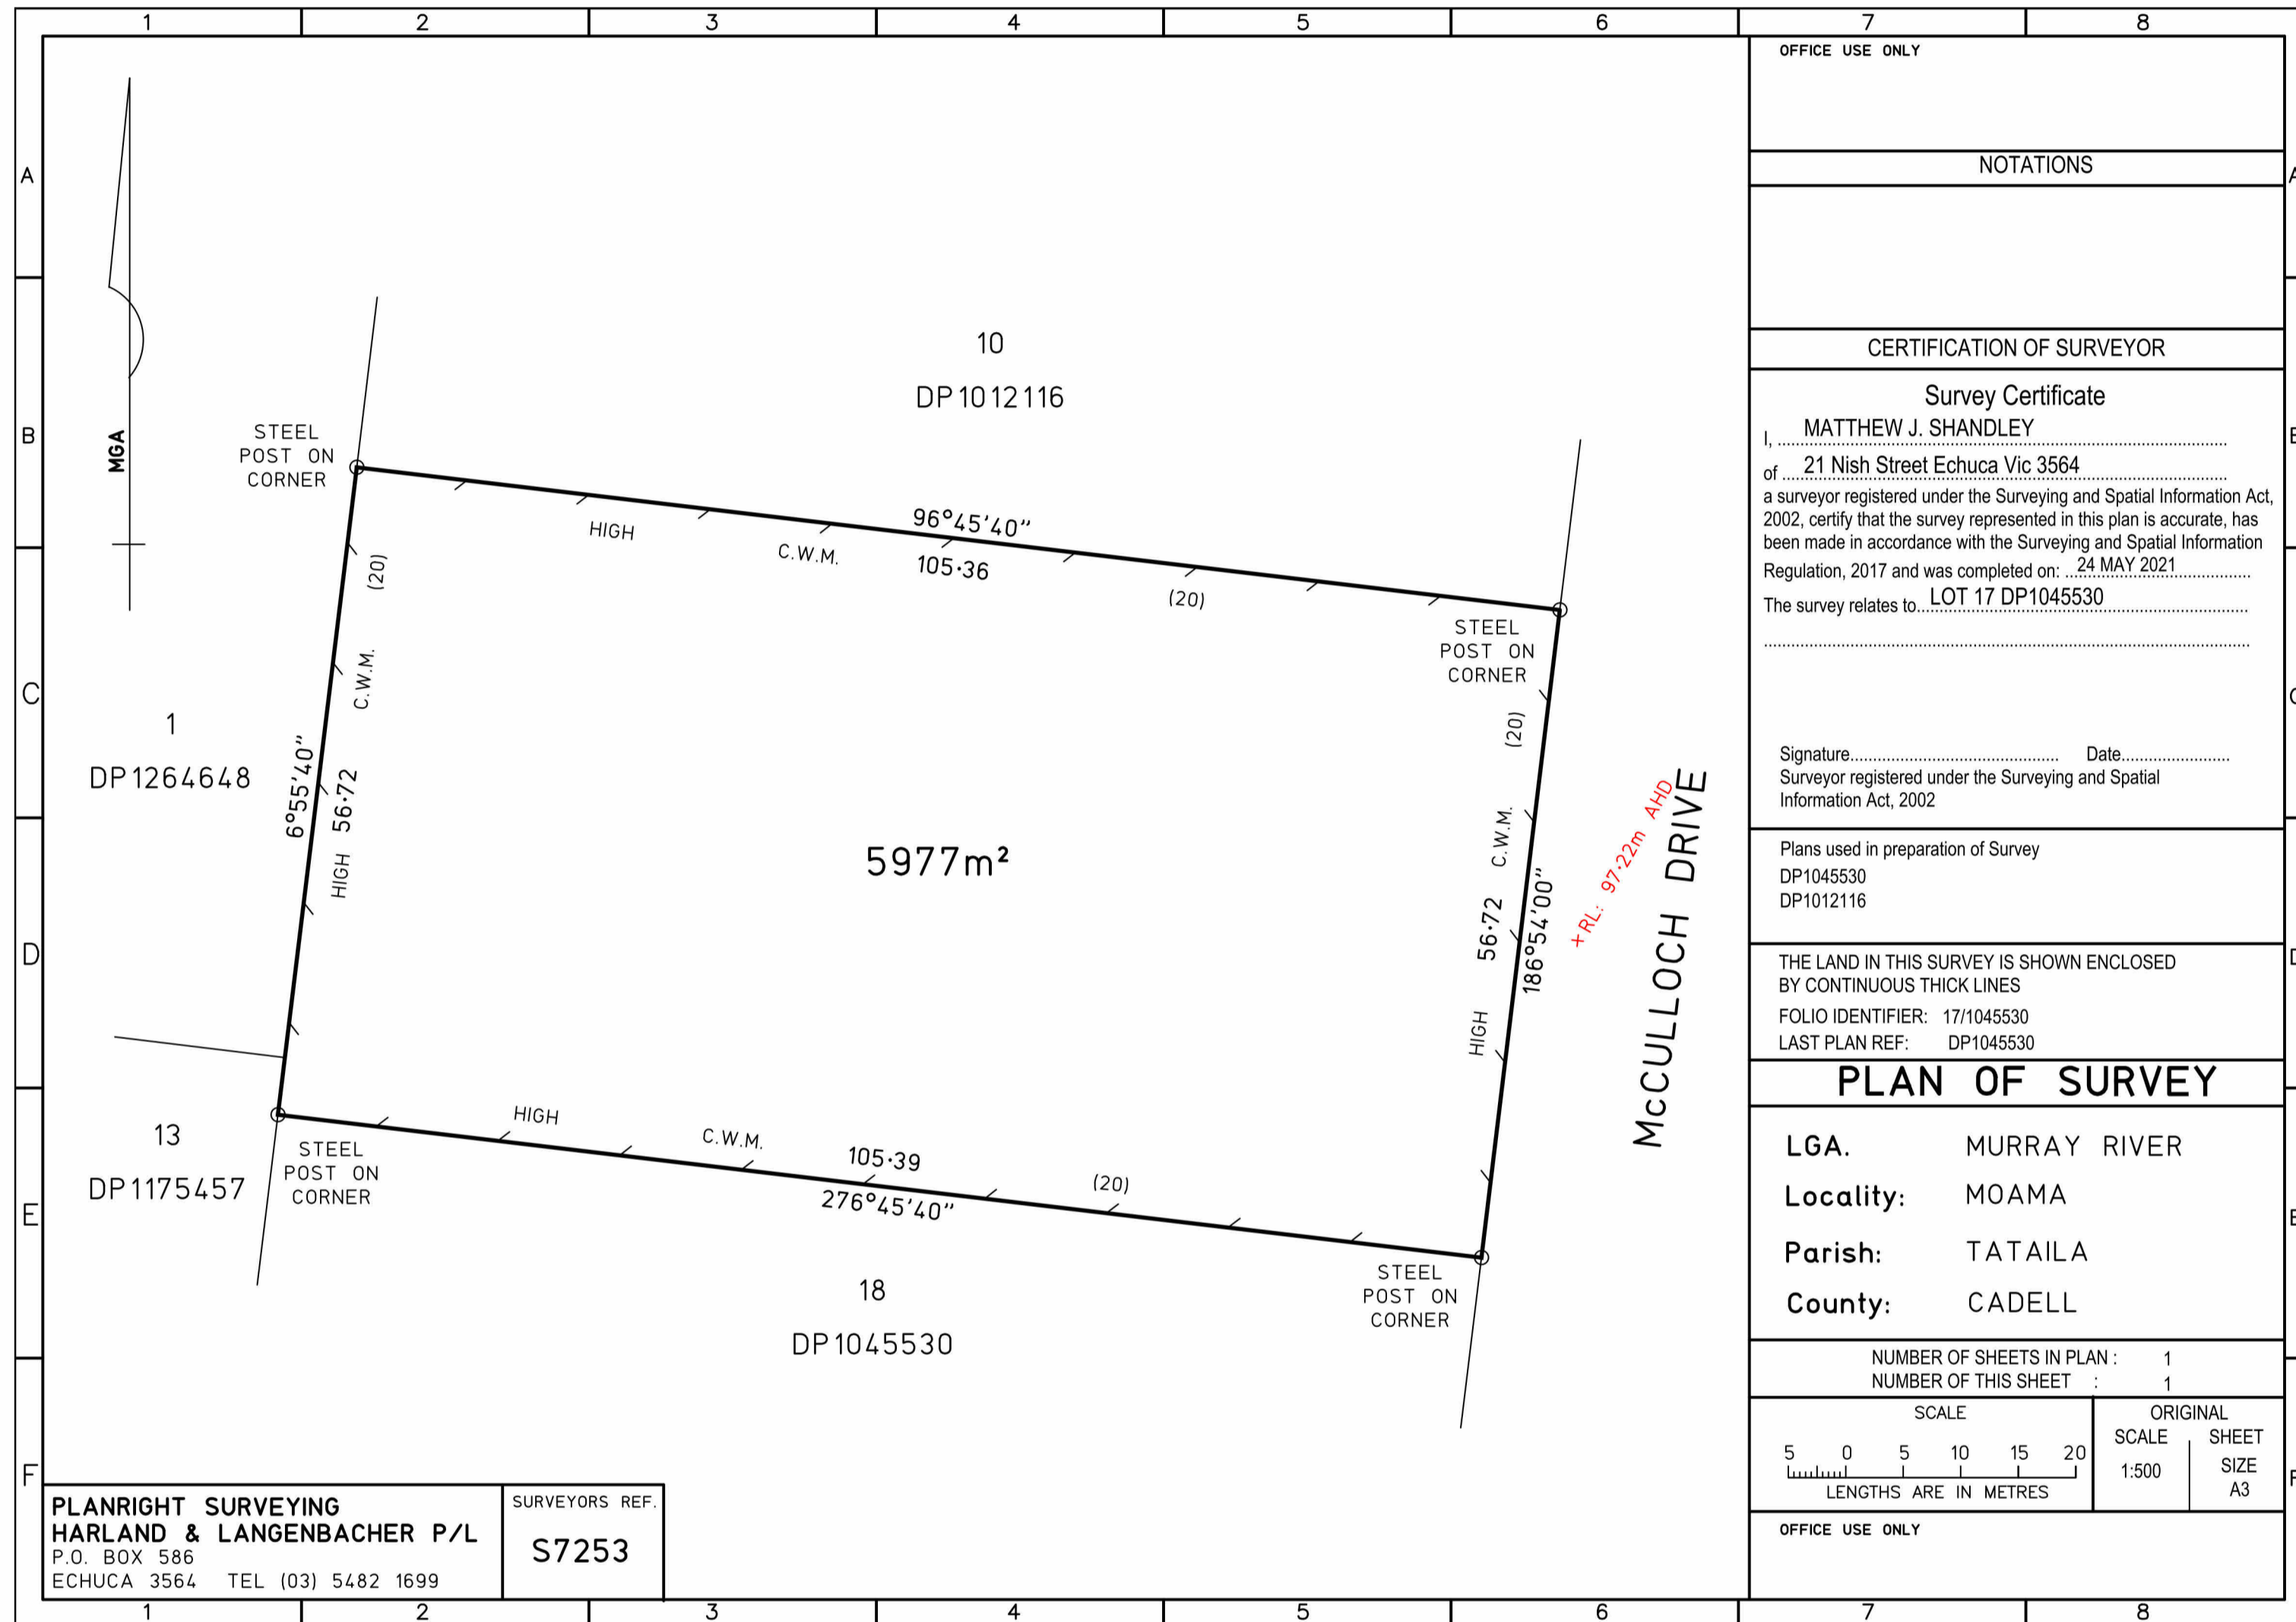 1 2 3 4 5 6 7 8
A
B
C
D
E
F
MGA
10
DP1012116
STEEL
POST ON
CORNER
96°45'40"
HIGH C.W.M. 105·36 (20)
STEEL
POST ON
CORNER
(20)
C.W.M.
6°55'40"
HIGH 56·72
1
DP1264648
5977m²
(20)
C.W.M.
56·72
186°54'00"
HIGH
+ RL: 97·22m AHD
McCULLOCH DRIVE
13
DP1175457
STEEL
POST ON
CORNER
HIGH C.W.M. 105·39 (20)
276°45'40"
STEEL
POST ON
CORNER
18
DP1045530
PLANRIGHT SURVEYING
HARLAND & LANGENBACHER P/L
P.O. BOX 586
ECHUCA 3564 TEL (03) 5482 1699
SURVEYORS REF.
S7253
OFFICE USE ONLY
NOTATIONS
CERTIFICATION OF SURVEYOR
Survey Certificate
I, MATTHEW J. SHANDLEY
of 21 Nish Street Echuca Vic 3564
a surveyor registered under the Surveying and Spatial Information Act,
2002, certify that the survey represented in this plan is accurate, has
been made in accordance with the Surveying and Spatial Information
Regulation, 2017 and was completed on: 24 MAY 2021
The survey relates to LOT 17 DP1045530
Signature Date
Surveyor registered under the Surveying and Spatial
Information Act, 2002
Plans used in preparation of Survey
DP1045530
DP1012116
THE LAND IN THIS SURVEY IS SHOWN ENCLOSED
BY CONTINUOUS THICK LINES
FOLIO IDENTIFIER: 17/1045530
LAST PLAN REF: DP1045530
PLAN OF SURVEY
LGA. MURRAY RIVER
Locality: MOAMA
Parish: TATAILA
County: CADELL
NUMBER OF SHEETS IN PLAN : 1
NUMBER OF THIS SHEET : 1
SCALE
5 0 5 10 15 20
LENGTHS ARE IN METRES
ORIGINAL
SCALE SHEET
1:500 SIZE
A3
OFFICE USE ONLY
1 2 3 4 5 6 7 8